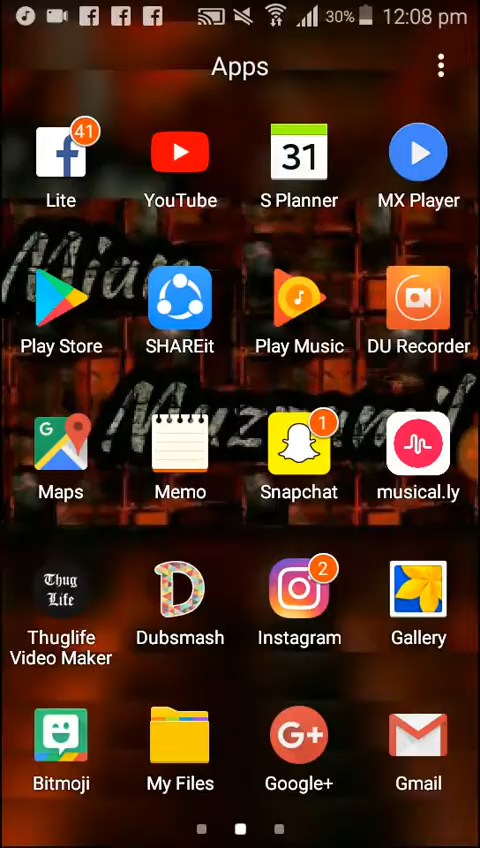 30% 12:08 pm
Apps
41
31
Lite YouTube S Planner MX Player
Mian
Play Store SHAREit Play Music DU Recorder
Muzammil
G
1
Maps Memo Snapchat musical.ly
Thug
Life
2
Thuglife Dubsmash Instagram Gallery
Video Maker
G+
Bitmoji My Files Google+ Gmail